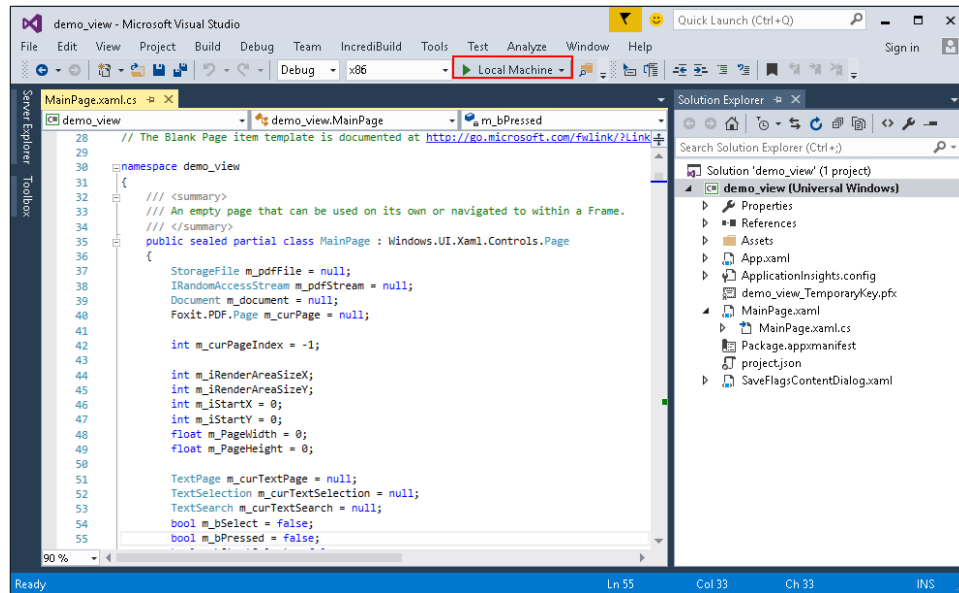 demo_view - Microsoft Visual Studio
Quick Launch (Ctrl+Q)
File Edit View Project Build Debug Team IncrediBuild Tools Test Analyze Window Help
Sign in
Debug x86 Local Machine
Server Explorer
Toolbox
MainPage.xaml.cs
demo_view demo_view.MainPage m_bPressed
28 // The Blank Page item template is documented at http://go.microsoft.com/fwlink/?Link
29
30 namespace demo_view
31 {
32 /// <summary>
33 /// An empty page that can be used on its own or navigated to within a Frame.
34 /// </summary>
35 public sealed partial class MainPage : Windows.UI.Xaml.Controls.Page
36 {
37 StorageFile m_pdfFile = null;
38 IRandomAccessStream m_pdfStream = null;
39 Document m_document = null;
40 Foxit.PDF.Page m_curPage = null;
41
42 int m_curPageIndex = -1;
43
44 int m_iRenderAreaSizeX;
45 int m_iRenderAreaSizeY;
46 int m_iStartX = 0;
47 int m_iStartY = 0;
48 float m_PageWidth = 0;
49 float m_PageHeight = 0;
50
51 TextPage m_curTextPage = null;
52 TextSelection m_curTextSelection = null;
53 TextSearch m_curTextSearch = null;
54 bool m_bSelect = false;
55 bool m_bPressed = false;
90 %
Solution Explorer
Search Solution Explorer (Ctrl+;)
Solution 'demo_view' (1 project)
C# demo_view (Universal Windows)
Properties
References
Assets
App.xaml
ApplicationInsights.config
demo_view_TemporaryKey.pfx
MainPage.xaml
MainPage.xaml.cs
Package.appxmanifest
project.json
SaveFlagsContentDialog.xaml
Ready Ln 55 Col 33 Ch 33 INS